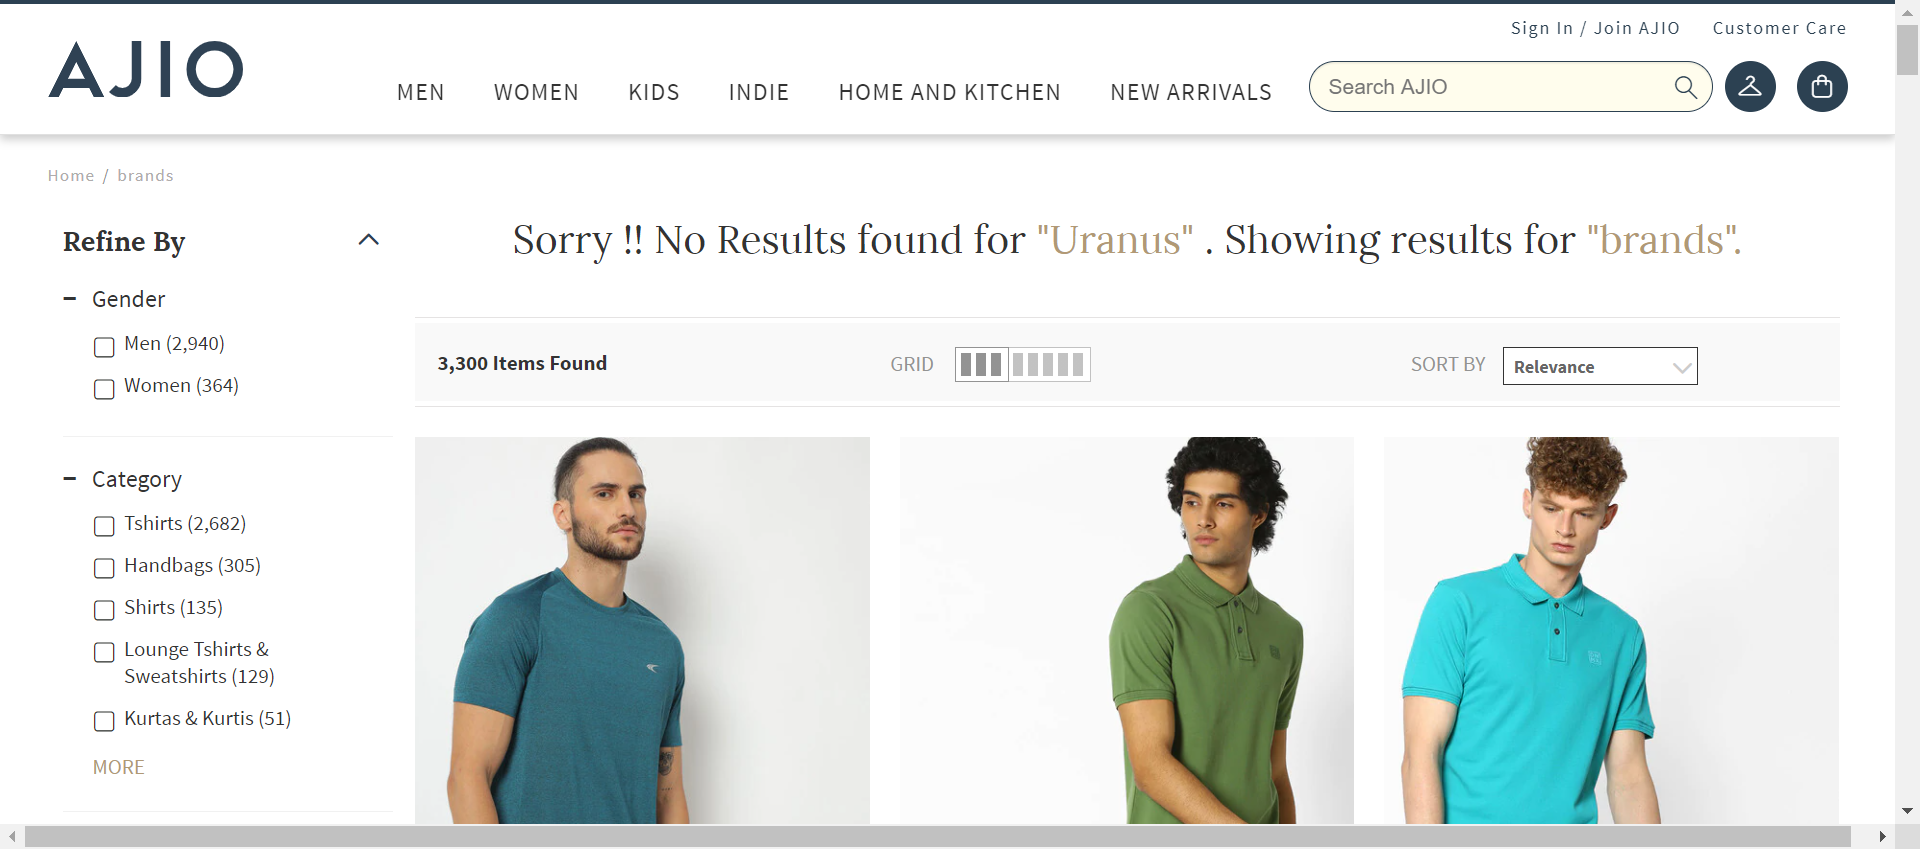 Sign In / Join AJIO
Customer Care
AJIO
MEN
WOMEN
KIDS
INDIE
HOME AND KITCHEN
NEW ARRIVALS
Search AJIO
Home / brands
Refine By
Sorry !! No Results found for "Uranus" . Showing results for "brands".
Gender
Men (2,940)
Women (364)
3,300 Items Found
GRID
SORT BY
Relevance
Category
Tshirts (2,682)
Handbags (305)
Shirts (135)
Lounge Tshirts &
Sweatshirts (129)
Kurtas & Kurtis (51)
MORE